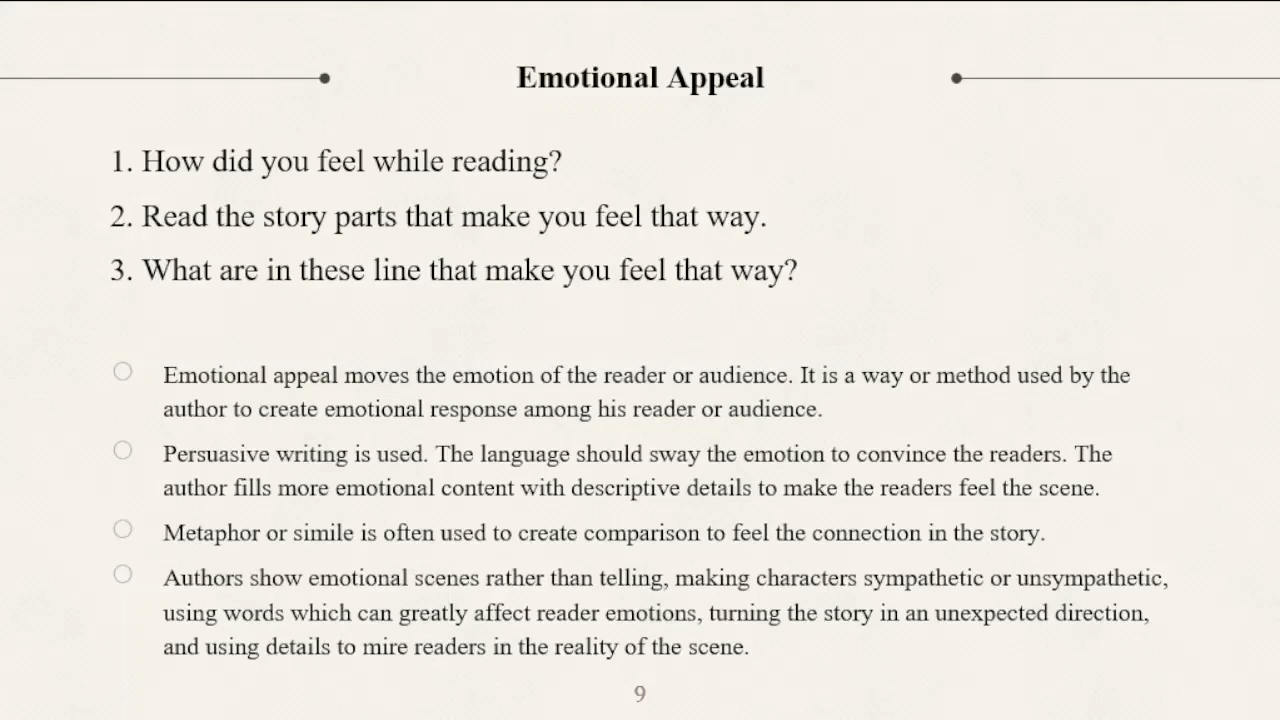 Emotional Appeal
1. How did you feel while reading?
2. Read the story parts that make you feel that way.
3. What are in these line that make you feel that way?
Emotional appeal moves the emotion of the reader or audience. It is a way or method used by the
author to create emotional response among his reader or audience.
Persuasive writing is used. The language should sway the emotion to convince the readers. The
author fills more emotional content with descriptive details to make the readers feel the scene.
Metaphor or simile is often used to create comparison to feel the connection in the story.
Authors show emotional scenes rather than telling, making characters sympathetic or unsympathetic,
using words which can greatly affect reader emotions, turning the story in an unexpected direction,
and using details to mire readers in the reality of the scene.
9